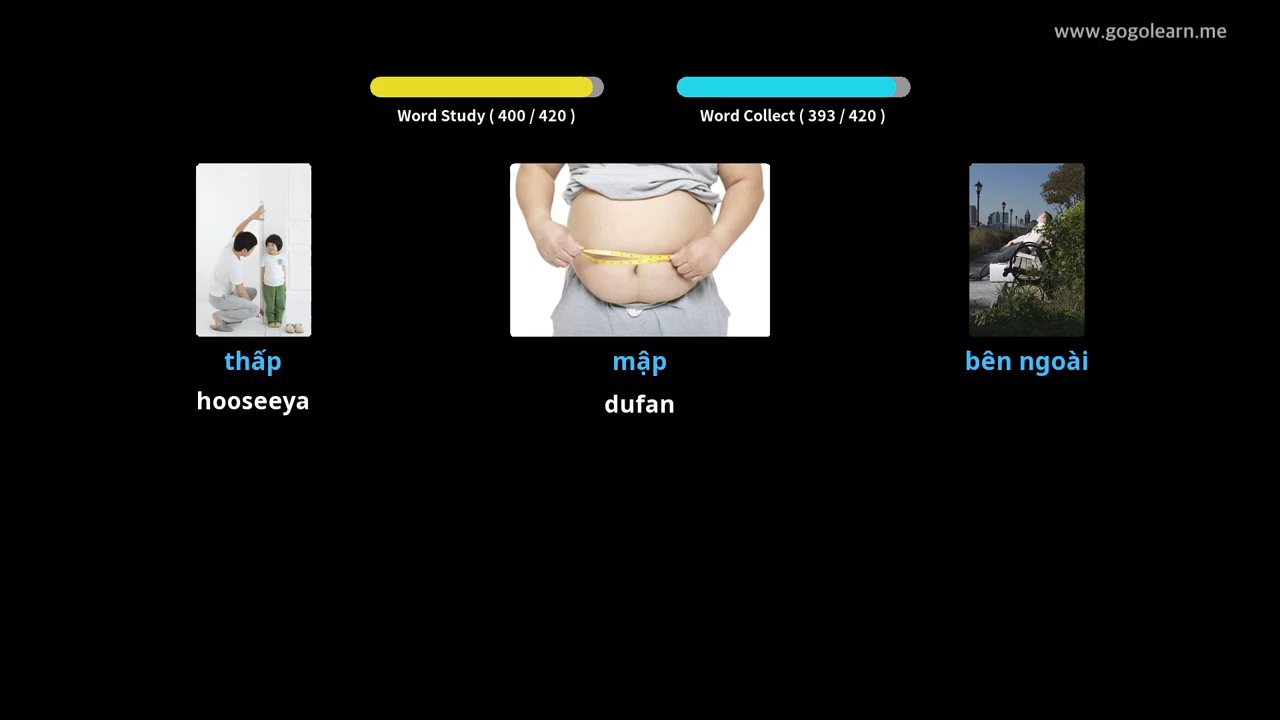 www.gogolearn.me
Word Study ( 400 / 420 )
Word Collect ( 393 / 420 )
thấp
mập
bên ngoài
hooseeya
dufan